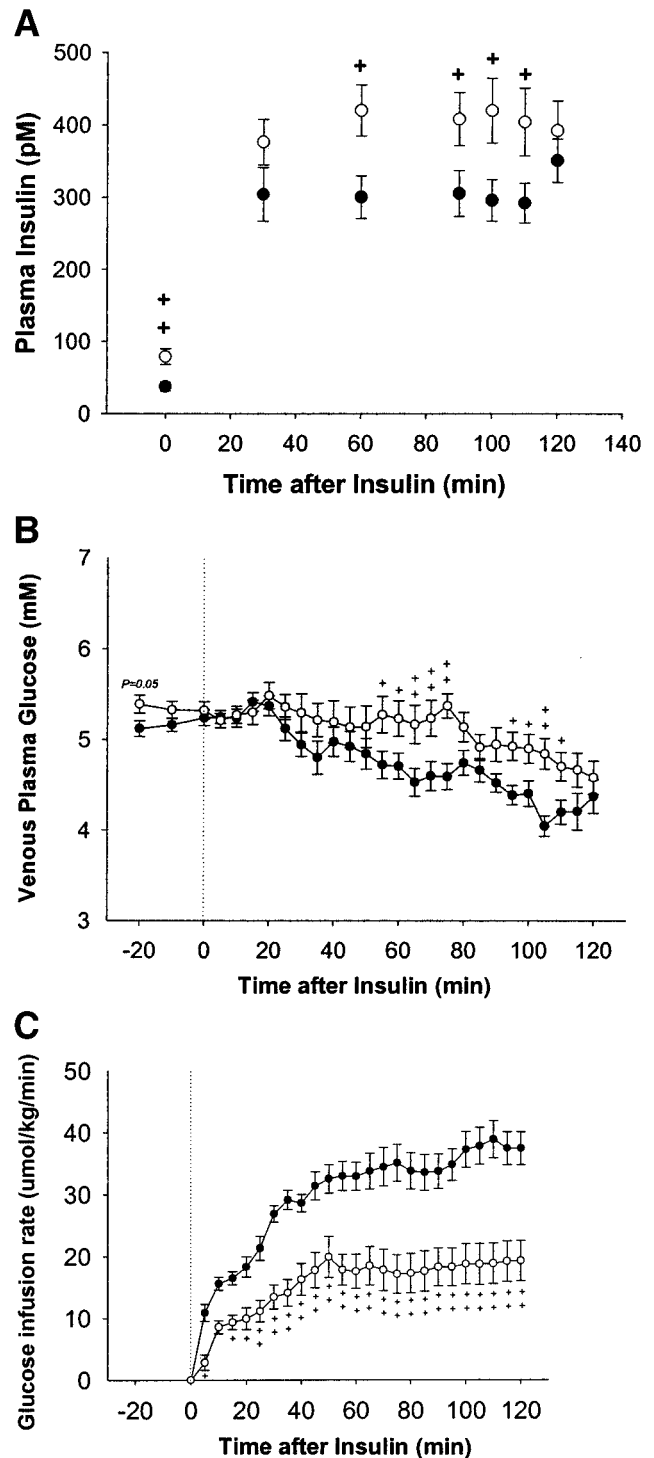 A
Plasma Insulin (pM)
500
400
300
200
100
0
+ + + +
+
+
0 20 40 60 80 100 120 140
Time after Insulin (min)
B
Venous Plasma Glucose (mM)
7
6
5
4
3
P=0.05
-20 0 20 40 60 80 100 120
Time after Insulin (min)
C
Glucose infusion rate (umol/kg/min)
50
40
30
20
10
0
-20 0 20 40 60 80 100 120
Time after Insulin (min)